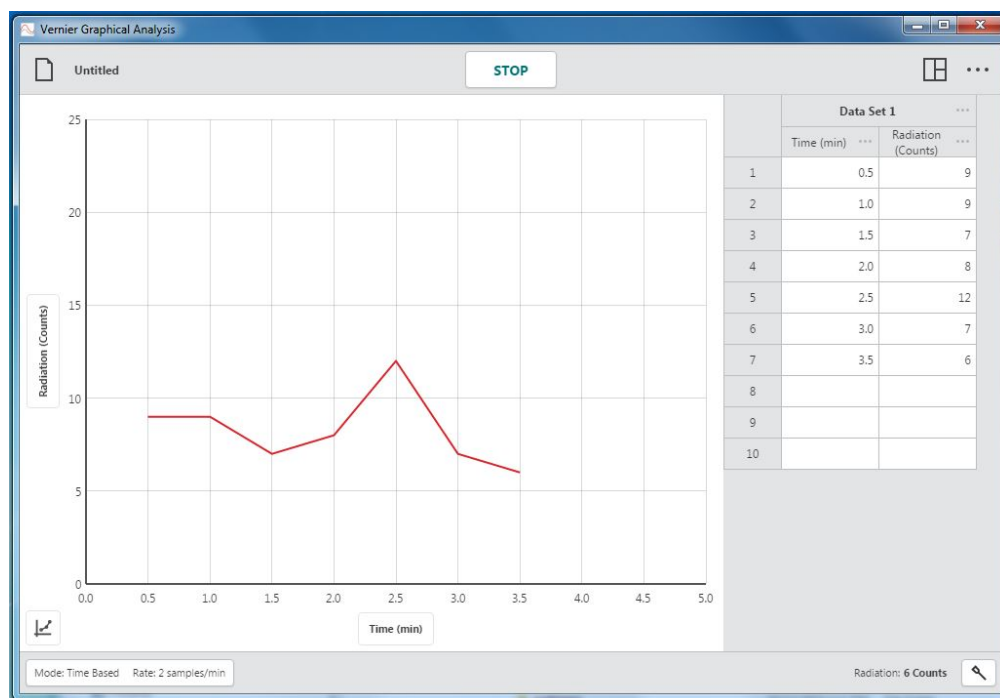 Vernier Graphical Analysis
Untitled
STOP
...
25
20
15
10
5
0
Radiation (Counts)
0.0 0.5 1.0 1.5 2.0 2.5 3.0 3.5 4.0 4.5 5.0
Time (min)
Data Set 1 ...
Time (min) ... Radiation ...
(Counts)
1 0.5 9
2 1.0 9
3 1.5 7
4 2.0 8
5 2.5 12
6 3.0 7
7 3.5 6
8
9
10
Mode: Time Based Rate: 2 samples/min
Radiation: 6 Counts